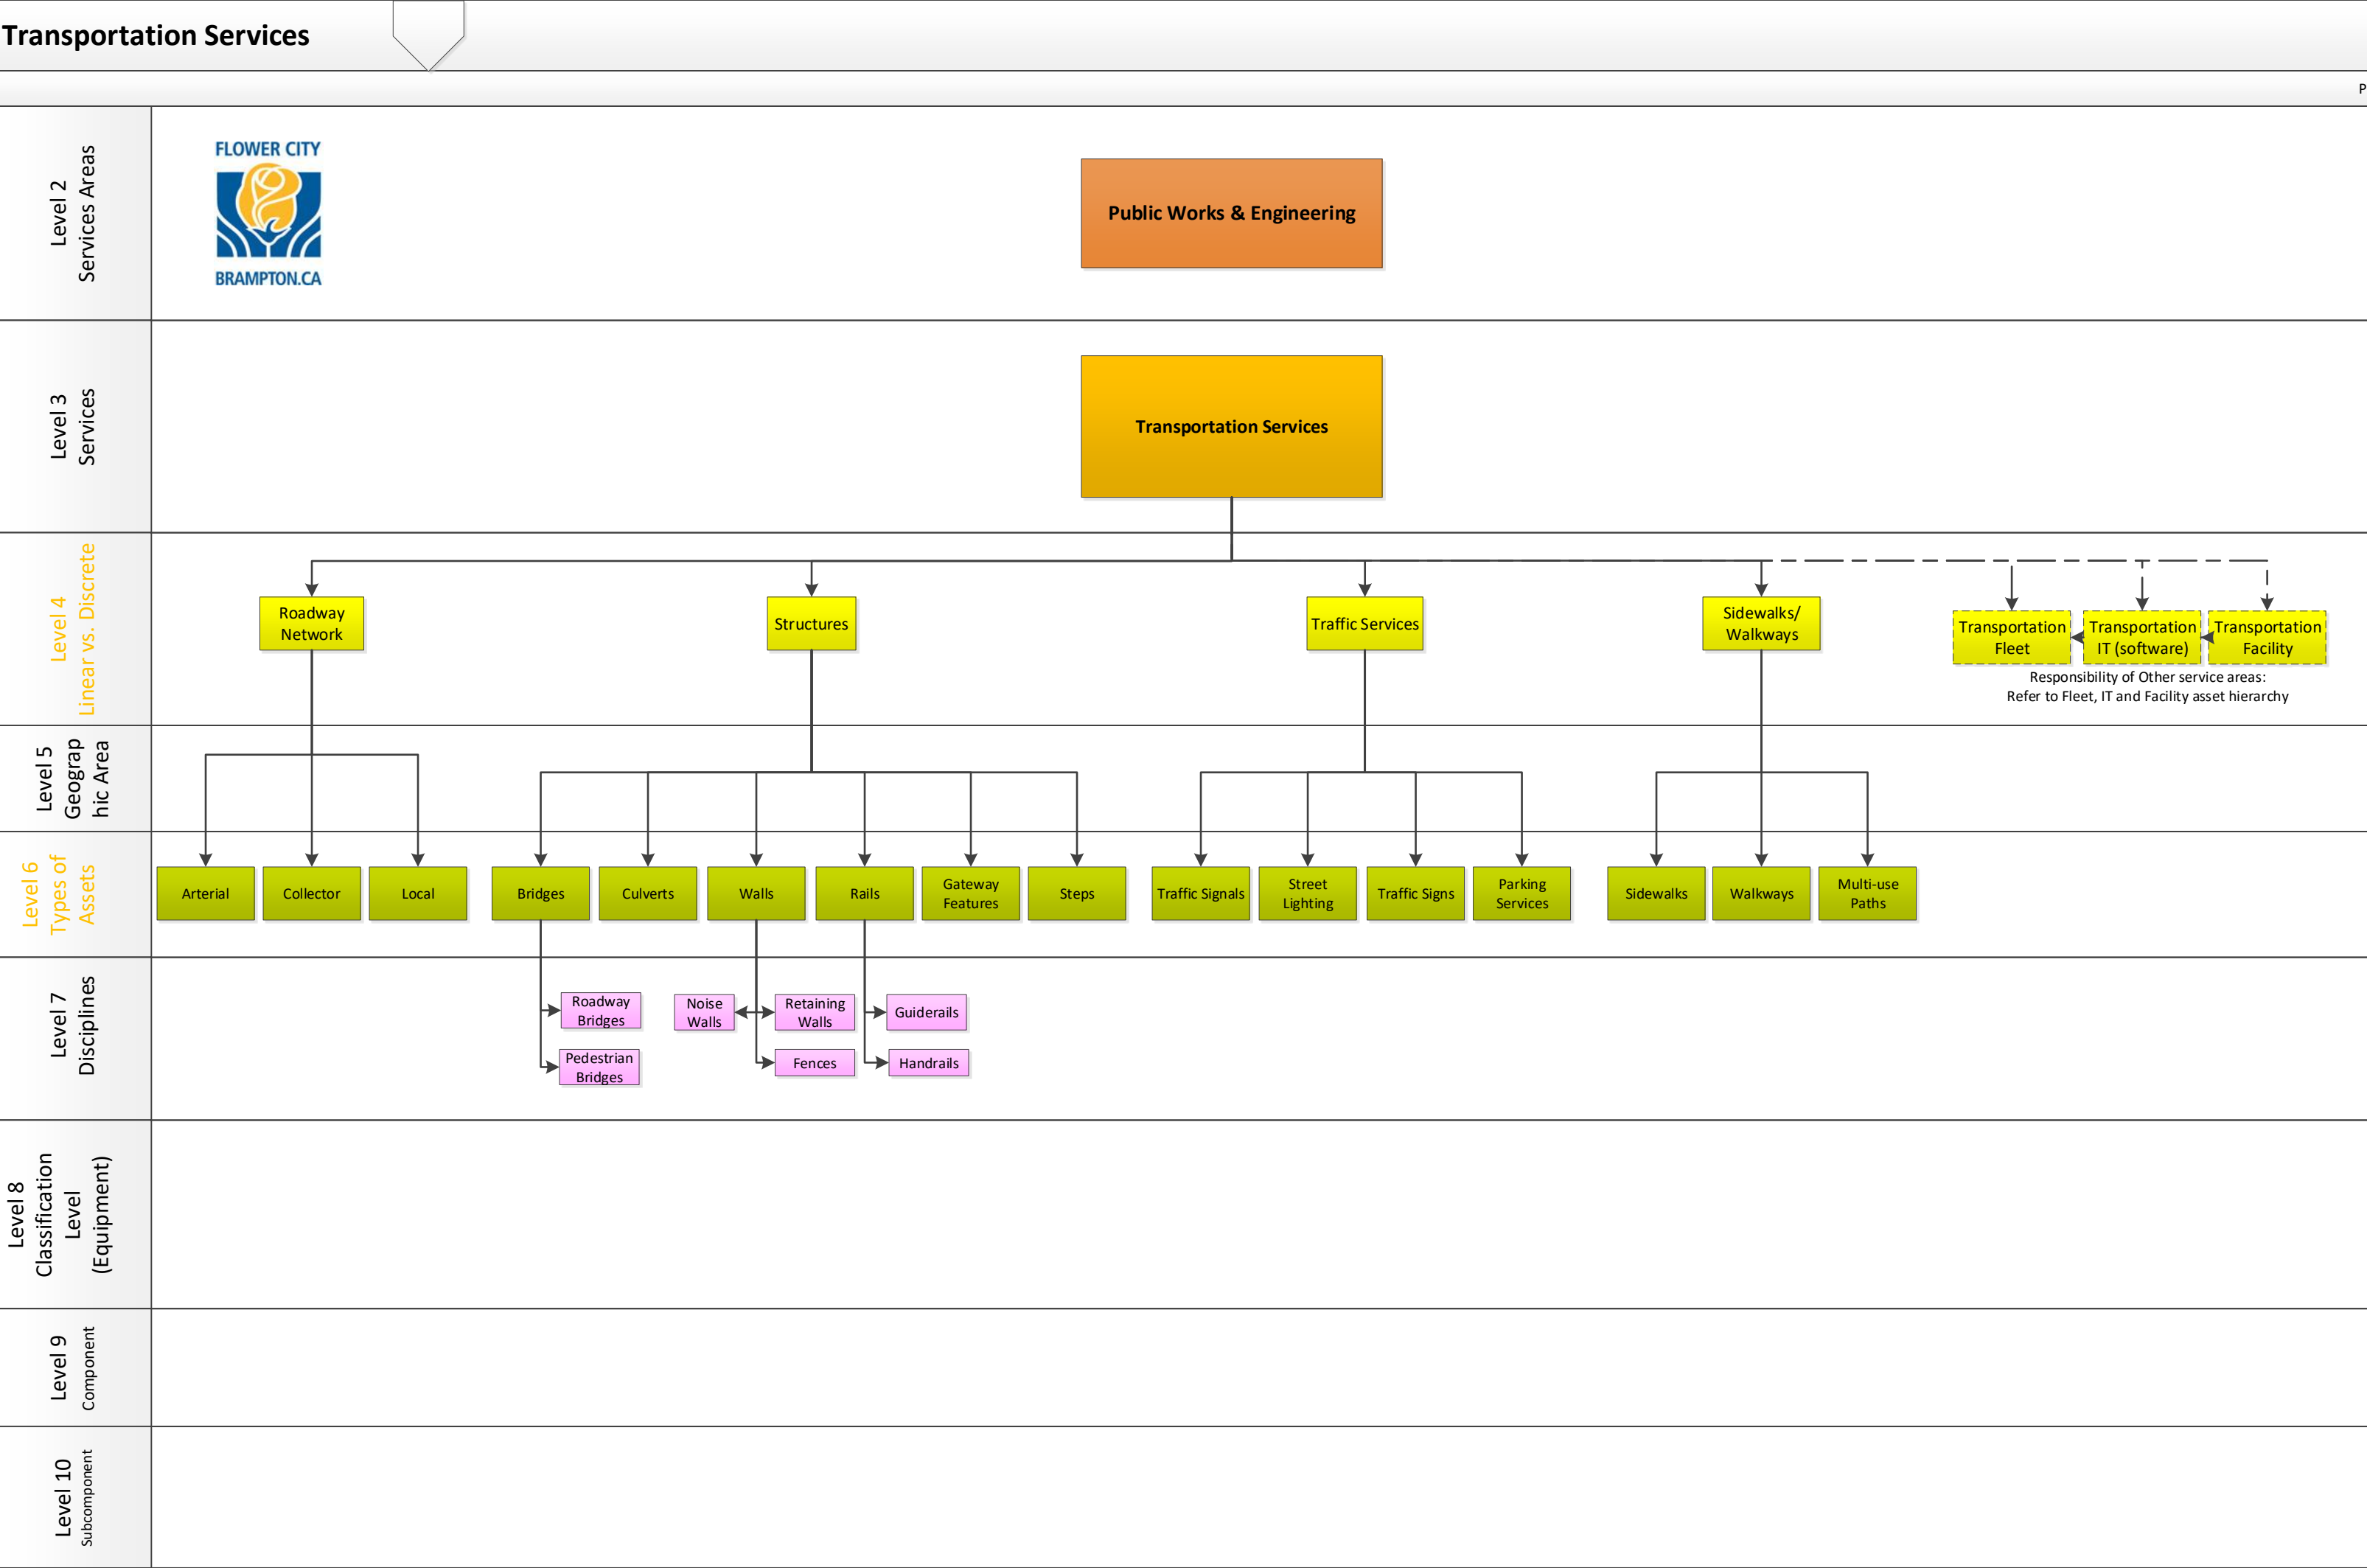 Transportation Services
P
Level 2
Services Areas
FLOWER CITY
BRAMPTON.CA
Public Works & Engineering
Level 3
Services
Transportation Services
Level 4
Linear vs. Discrete
Roadway
Network
Structures
Traffic Services
Sidewalks/
Walkways
Transportation
Fleet
Transportation
IT (software)
Transportation
Facility
Responsibility of Other service areas:
Refer to Fleet, IT and Facility asset hierarchy
Level 5
Geograp
hic Area
Level 6
Types of
Assets
Arterial
Collector
Local
Bridges
Culverts
Walls
Rails
Gateway
Features
Steps
Traffic Signals
Street
Lighting
Traffic Signs
Parking
Services
Sidewalks
Walkways
Multi-use
Paths
Level 7
Disciplines
Roadway
Bridges
Pedestrian
Bridges
Noise
Walls
Retaining
Walls
Fences
Guiderails
Handrails
Level 8
Classification
Level
(Equipment)
Level 9
Component
Level 10
Subcomponent